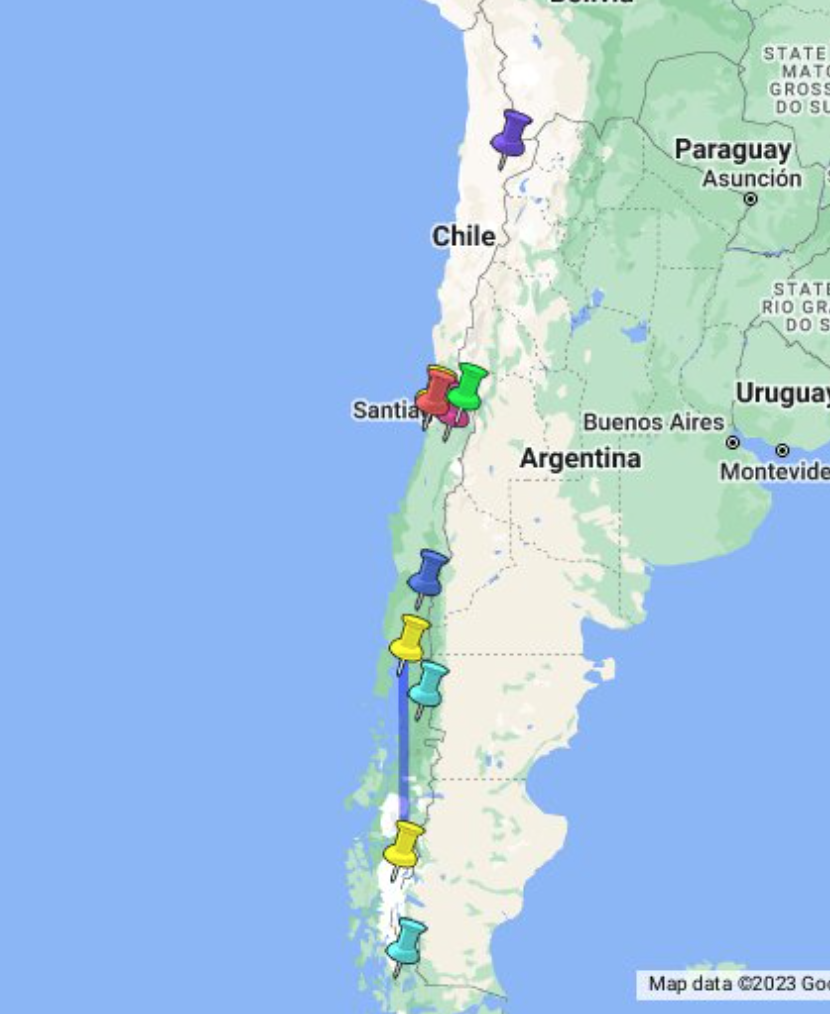 STATE
MATO
GROSS
DO SU
Paraguay
Asunción
Chile
STATE
RIO GRA
DO S
Santia
Uruguay
Buenos Aires
Montevide
Argentina
Map data ©2023 Goo